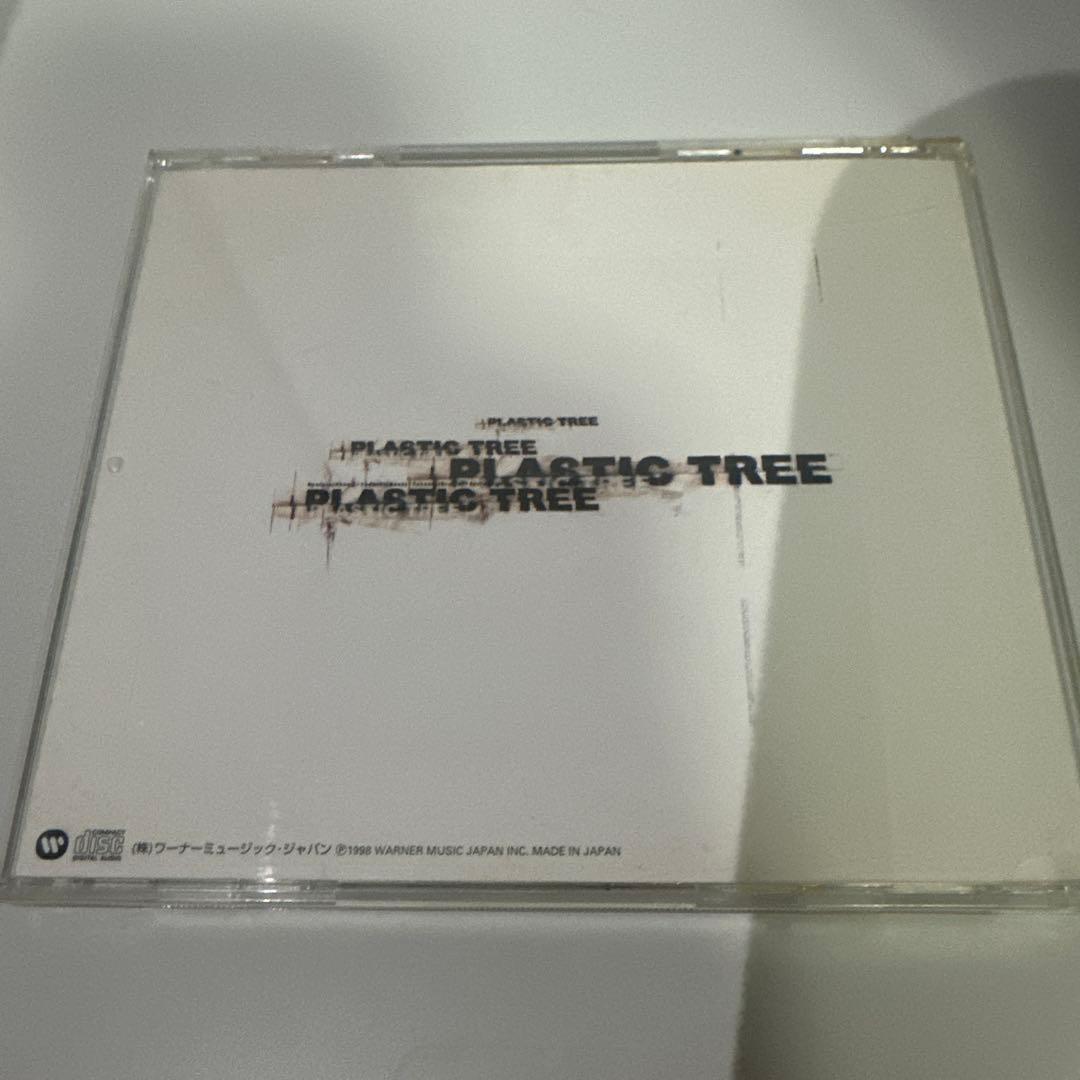 PLASTIC TREE
PLASTIC TREE
PLASTIC TREE
PLASTIC TREE
COMPACT
disc
DIGITAL AUDIO
(株)ワーナーミュージック・ジャパン ℗1998 WARNER MUSIC JAPAN INC. MADE IN JAPAN